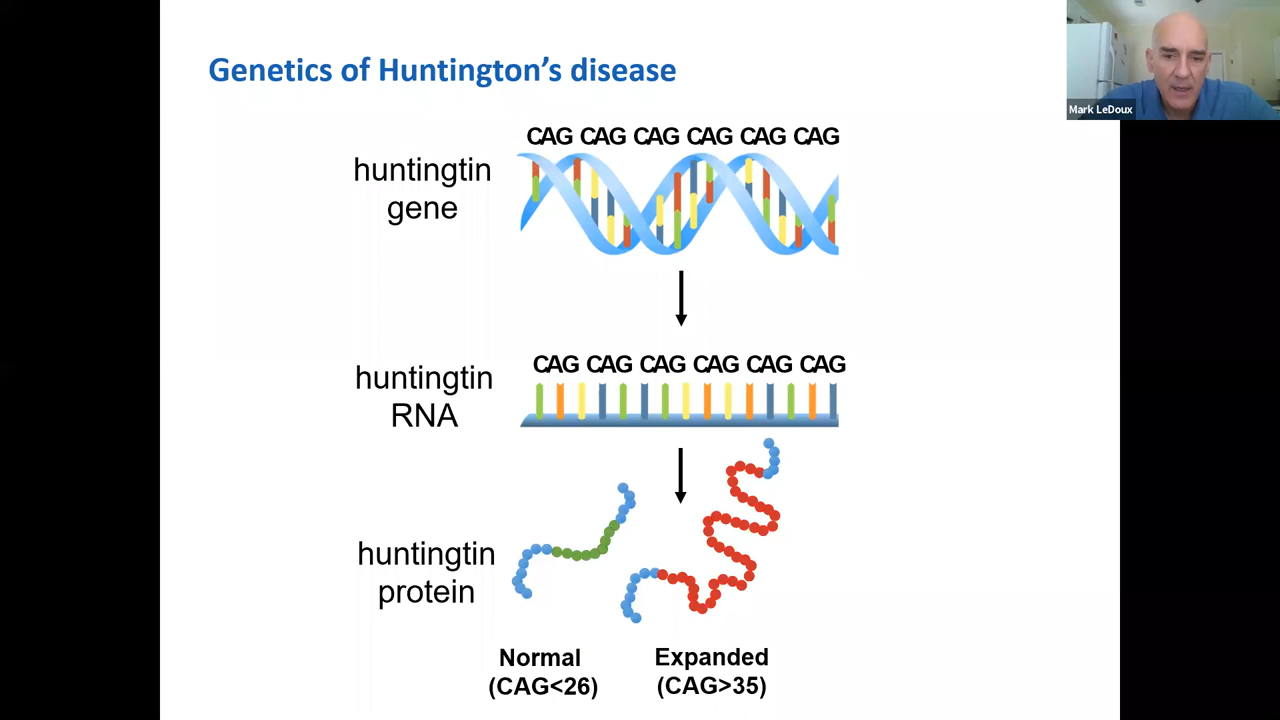 Genetics of Huntington’s disease
Mark LeDoux
CAG CAG CAG CAG CAG CAG
huntingtin
gene
CAG CAG CAG CAG CAG CAG
huntingtin
RNA
huntingtin
protein
Normal
(CAG<26)
Expanded
(CAG>35)